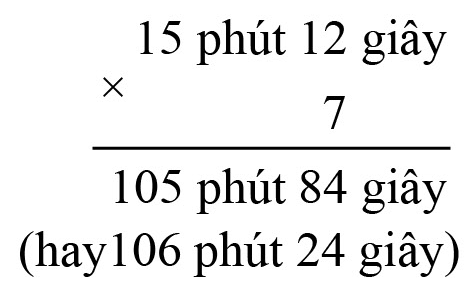 15 phút 12 giây
×
7
105 phút 84 giây
(hay106 phút 24 giây)